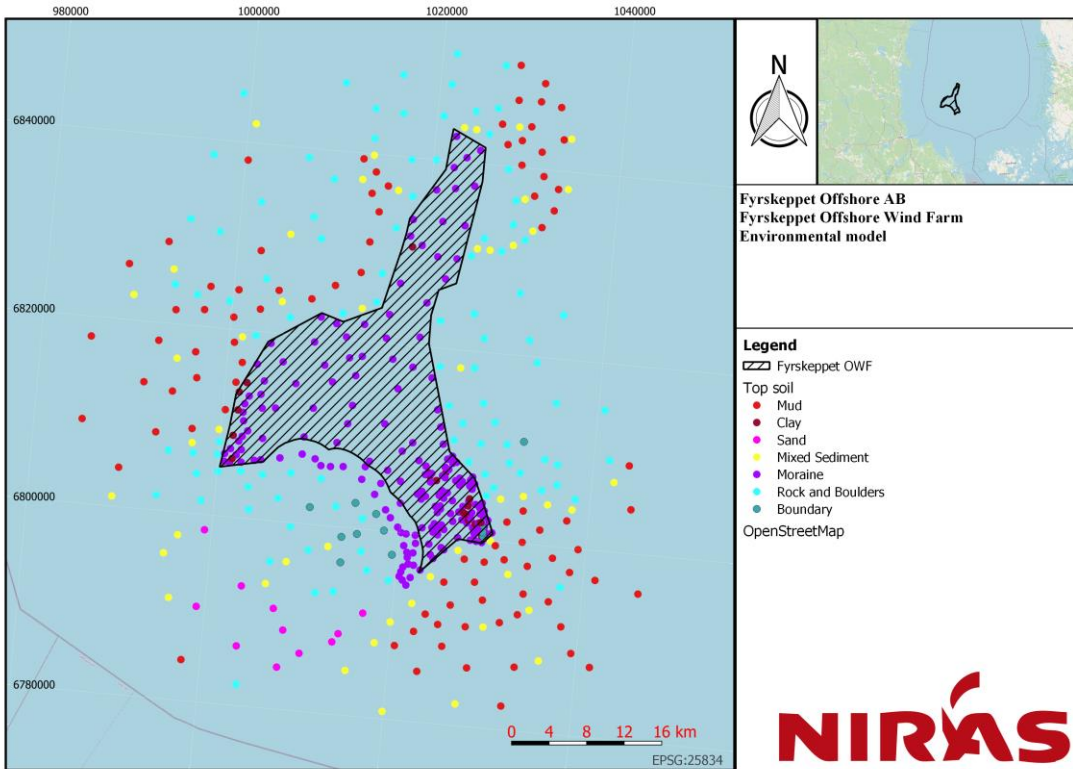 980000
1000000
1020000
1040000
6840000
6820000
6800000
6780000
0 4 8 12 16 km
EPSG:25834
N
Fyrskeppet Offshore AB
Fyrskeppet Offshore Wind Farm
Environmental model
Legend
Fyrskeppet OWF
Top soil
Mud
Clay
Sand
Mixed Sediment
Moraine
Rock and Boulders
Boundary
OpenStreetMap
NIRAS